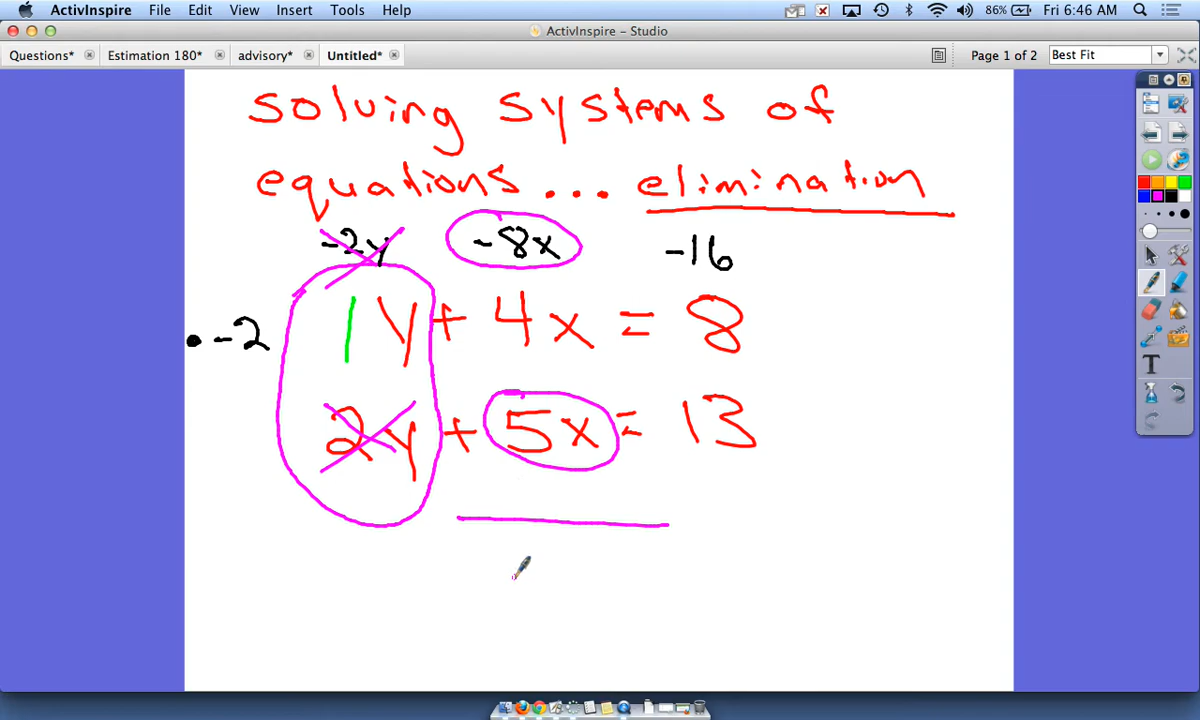 ActivInspire File Edit View Insert Tools Help 86% Fri 6:46 AM
ActivInspire – Studio
Questions* Estimation 180* advisory* Untitled* Page 1 of 2 Best Fit
solving systems of
equations ... elimination
-2y -8x -16
• -2 1y + 4x = 8
2y + 5x = 13
T